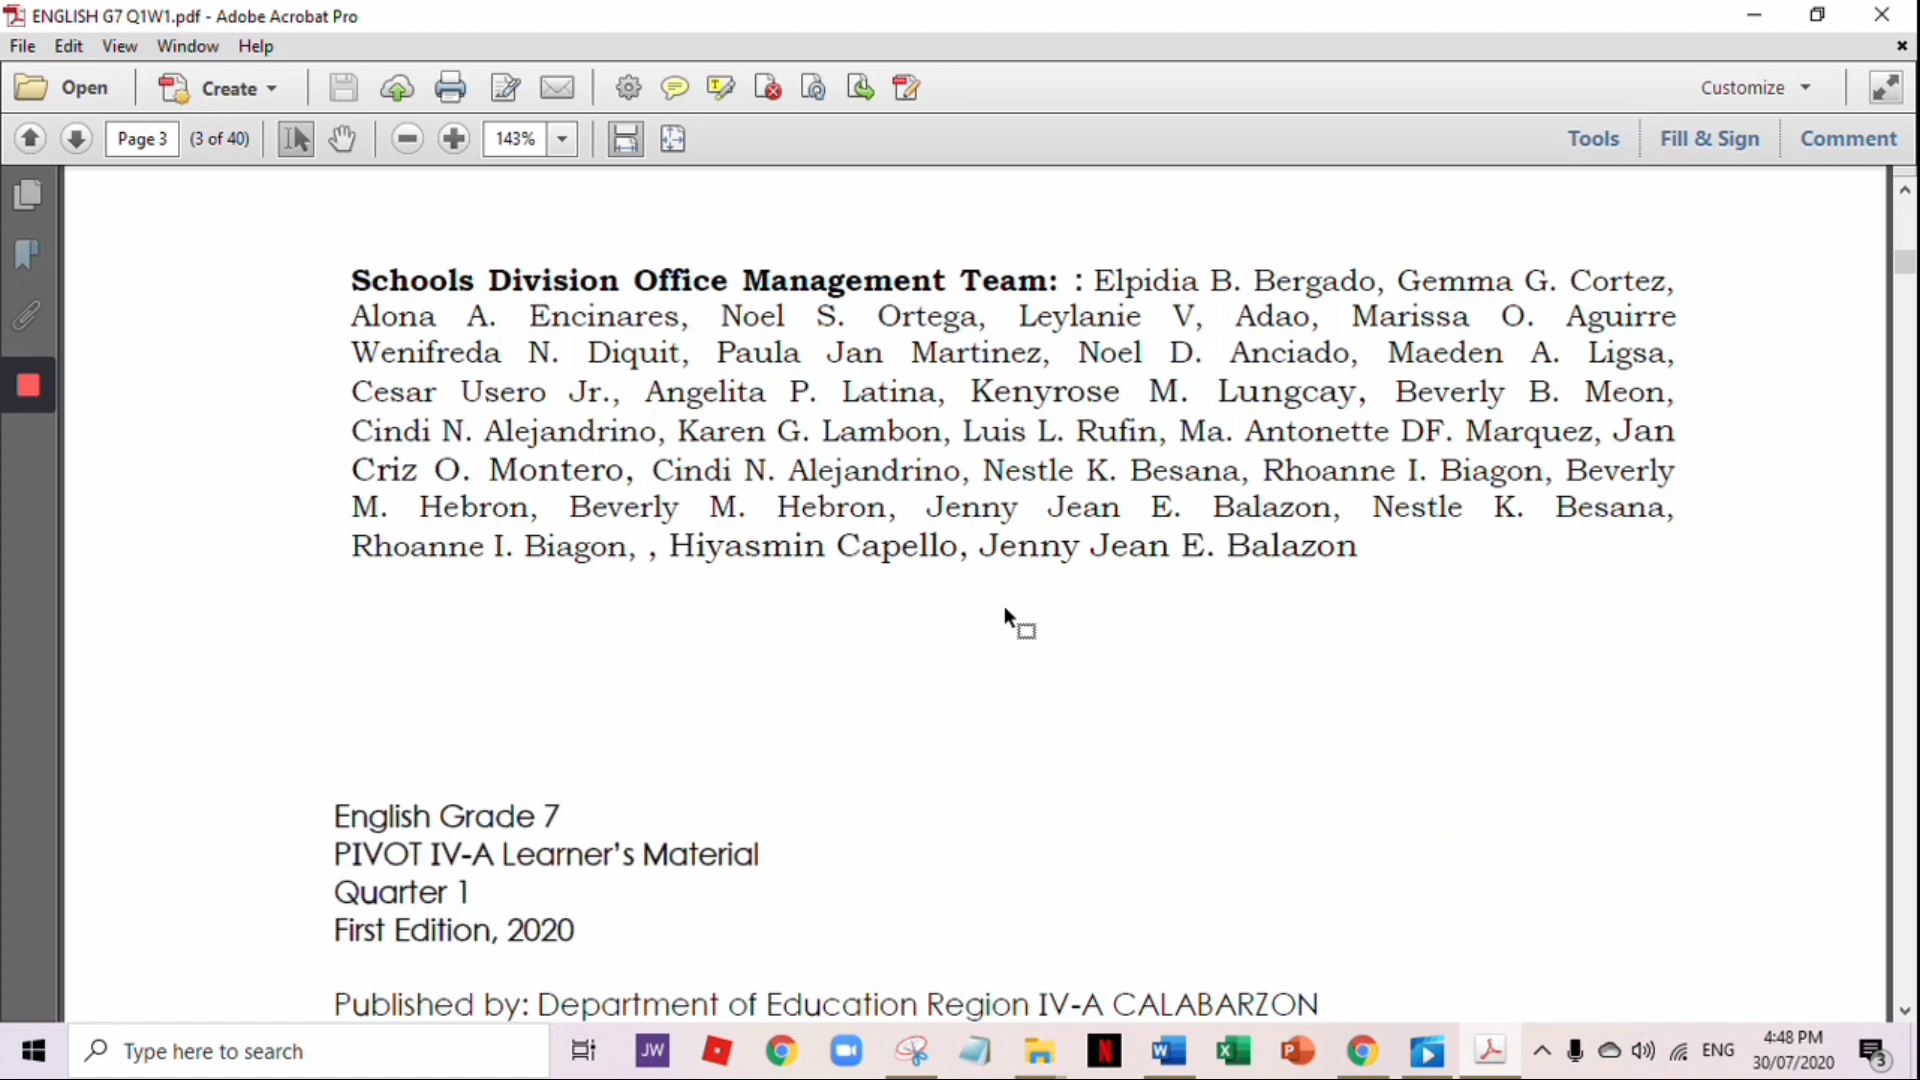 ENGLISH G7 Q1W1.pdf - Adobe Acrobat Pro
File Edit View Window Help
Open Create Customize
Page 3 (3 of 40) 143% Tools Fill & Sign Comment
Schools Division Office Management Team: : Elpidia B. Bergado, Gemma G. Cortez,
Alona A. Encinares, Noel S. Ortega, Leylanie V, Adao, Marissa O. Aguirre
Wenifreda N. Diquit, Paula Jan Martinez, Noel D. Anciado, Maeden A. Ligsa,
Cesar Usero Jr., Angelita P. Latina, Kenyrose M. Lungcay, Beverly B. Meon,
Cindi N. Alejandrino, Karen G. Lambon, Luis L. Rufin, Ma. Antonette DF. Marquez, Jan
Criz O. Montero, Cindi N. Alejandrino, Nestle K. Besana, Rhoanne I. Biagon, Beverly
M. Hebron, Beverly M. Hebron, Jenny Jean E. Balazon, Nestle K. Besana,
Rhoanne I. Biagon, , Hiyasmin Capello, Jenny Jean E. Balazon
English Grade 7
PIVOT IV-A Learner’s Material
Quarter 1
First Edition, 2020
Published by: Department of Education Region IV-A CALABARZON
Type here to search JW N W X P ENG 4:48 PM
30/07/2020 3